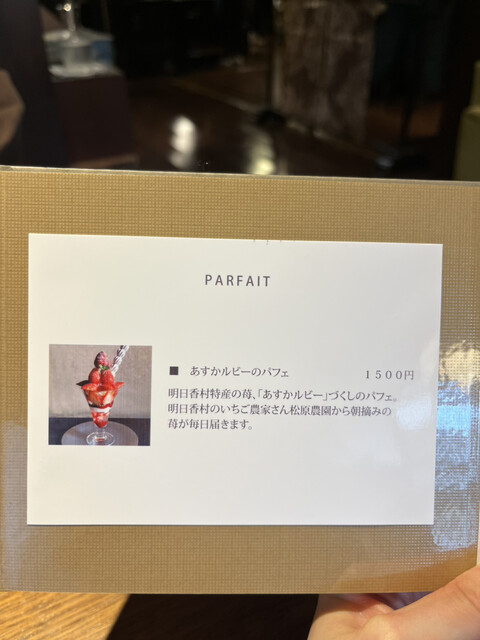 PARFAIT
■ あすかルビーのパフェ 1500円
明日香村特産の苺、「あすかルビー」づくしのパフェ。
明日香村のいちご農家さん松原農園から朝摘みの
苺が毎日届きます。